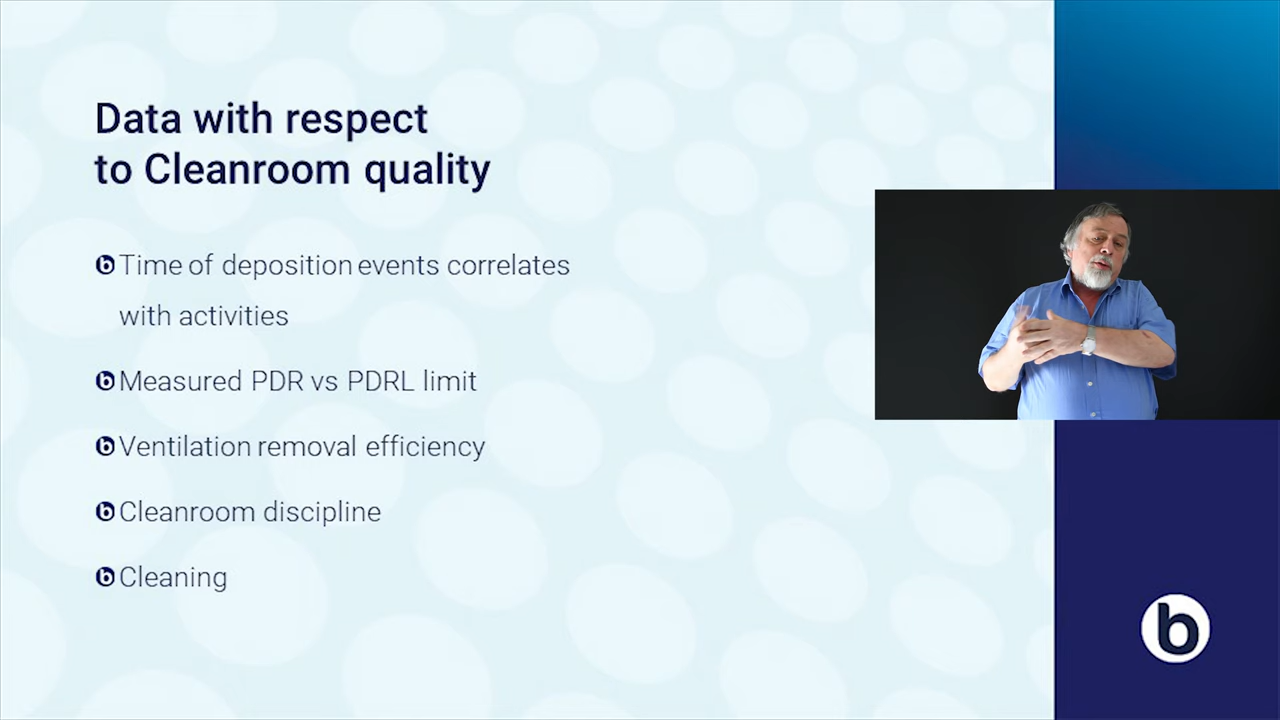 Data with respect
to Cleanroom quality
Time of deposition events correlates
with activities
Measured PDR vs PDRL limit
Ventilation removal efficiency
Cleanroom discipline
Cleaning
b